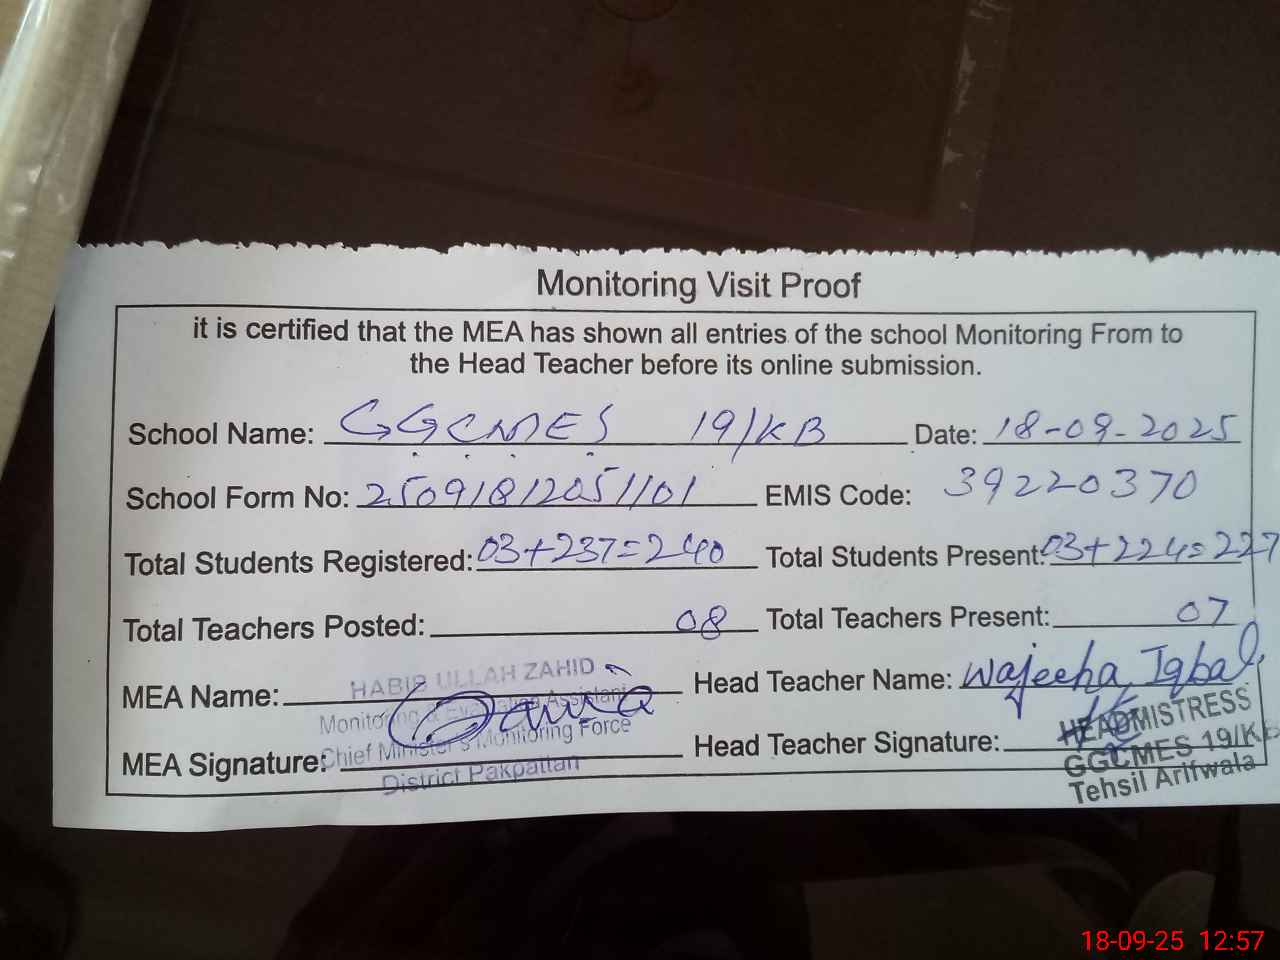 Monitoring Visit Proof
it is certified that the MEA has shown all entries of the school Monitoring From to
the Head Teacher before its online submission.
School Name: GGCMES 19/KB Date: 18-09-2025
School Form No: 25091812051101 EMIS Code: 39220370
Total Students Registered: 03+237=240 Total Students Present: 03+224=227
Total Teachers Posted: 08 Total Teachers Present: 07
MEA Name: HABIB ULLAH ZAHID Head Teacher Name: Wajeeha Iqbal
Monitoring & Evaluation Assistant
MEA Signature: Chief Minister's Monitoring Force Head Teacher Signature: HEADMISTRESS
District Pakpattan GGCMES 19/KB
Tehsil Arifwala
18-09-25 12:57